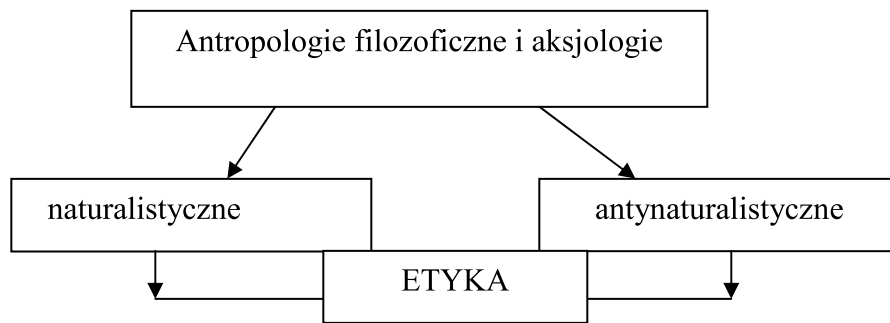 Antropologie filozoficzne i aksjologie
naturalistyczne
antynaturalistyczne
ETYKA